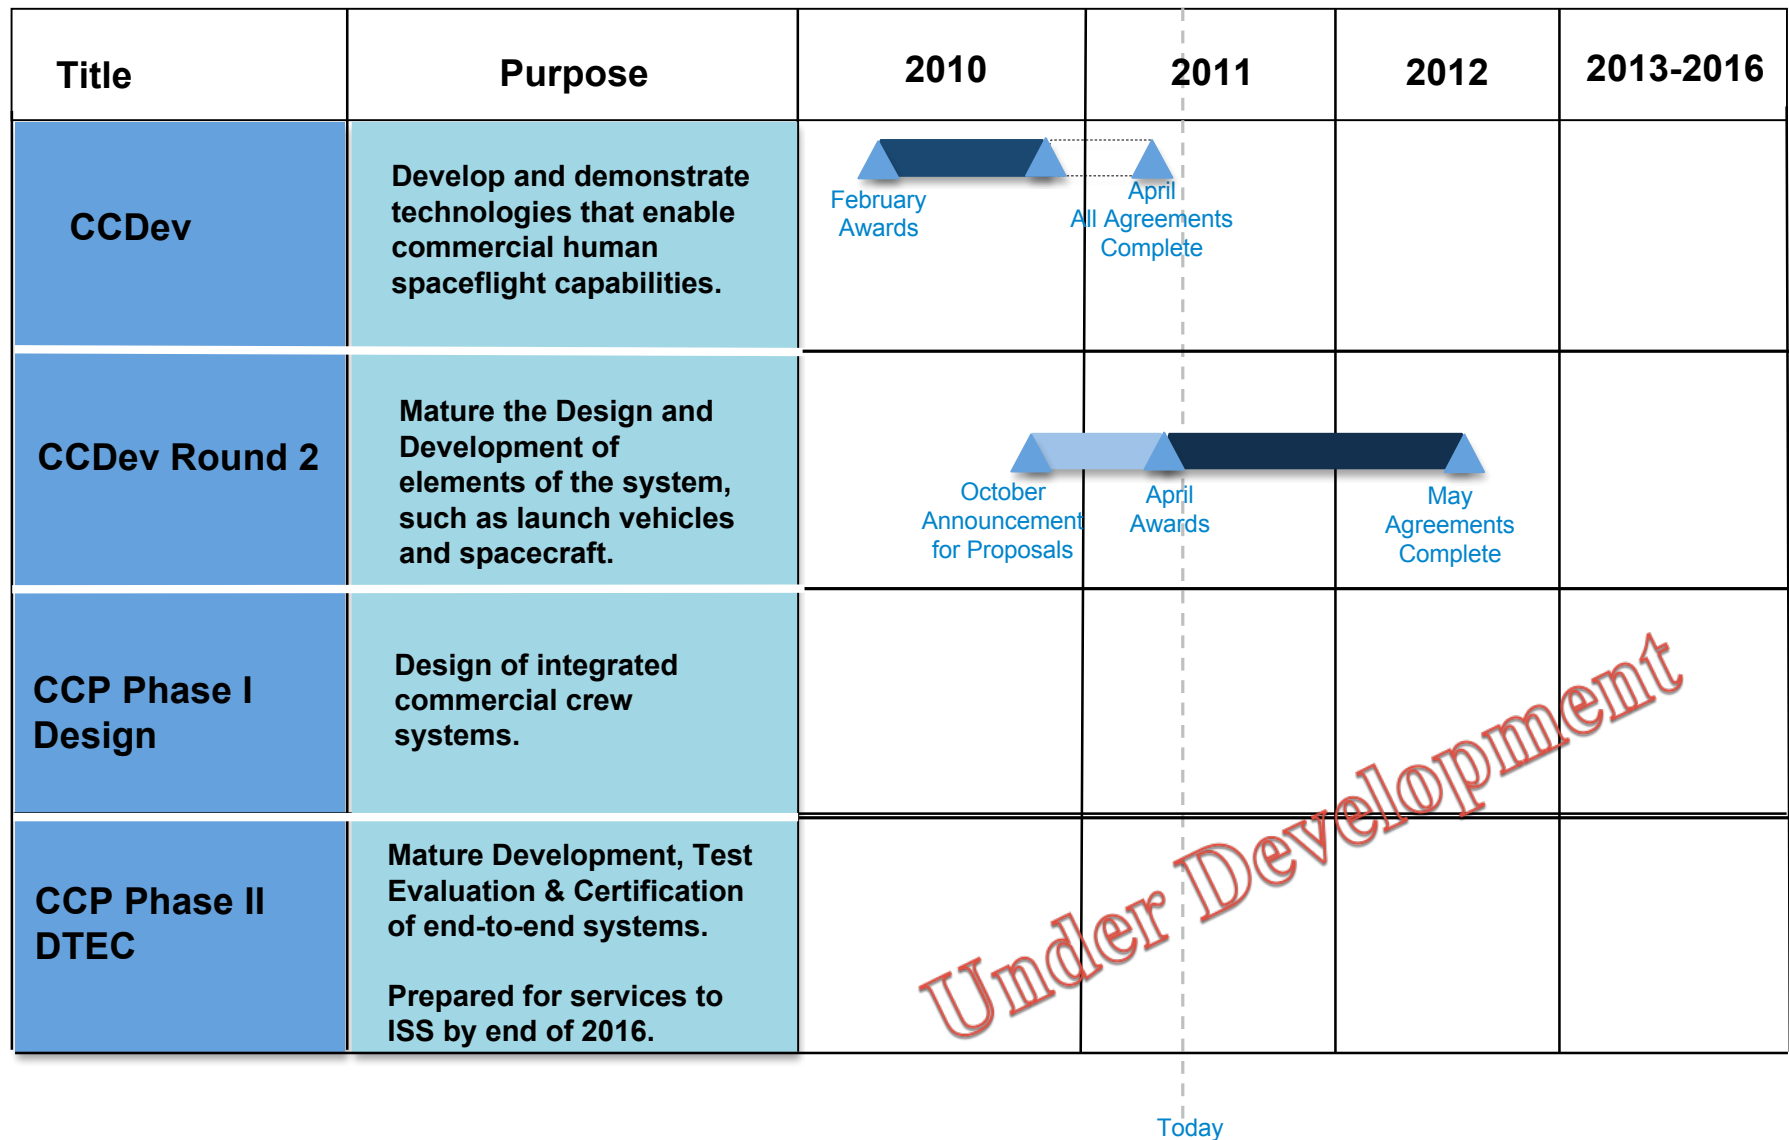 Title
Purpose
2010
2011
2012
2013-2016
CCDev
Develop and demonstrate
technologies that enable
commercial human
spaceflight capabilities.
February
Awards
April
All Agreements
Complete
CCDev Round 2
Mature the Design and
Development of
elements of the system,
such as launch vehicles
and spacecraft.
October
Announcement
for Proposals
April
Awards
May
Agreements
Complete
CCP Phase I
Design
Design of integrated
commercial crew
systems.
CCP Phase II
DTEC
Mature Development, Test
Evaluation & Certification
of end-to-end systems.
Prepared for services to
ISS by end of 2016.
Under Development
Today